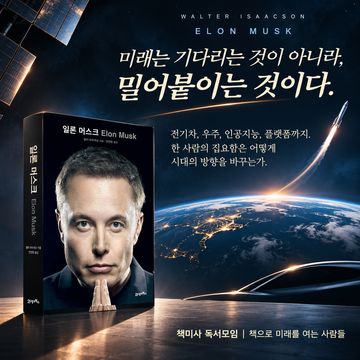 WALTER ISAACSON
ELON MUSK
미래는 기다리는 것이 아니라,
밀어붙이는 것이다.
전기차, 우주, 인공지능, 플랫폼까지.
한 사람의 집요함은 어떻게
시대의 방향을 바꾸는가.
일론 머스크 Elon Musk
일론 머스크 Elon Musk
책미사 독서모임 | 책으로 미래를 여는 사람들